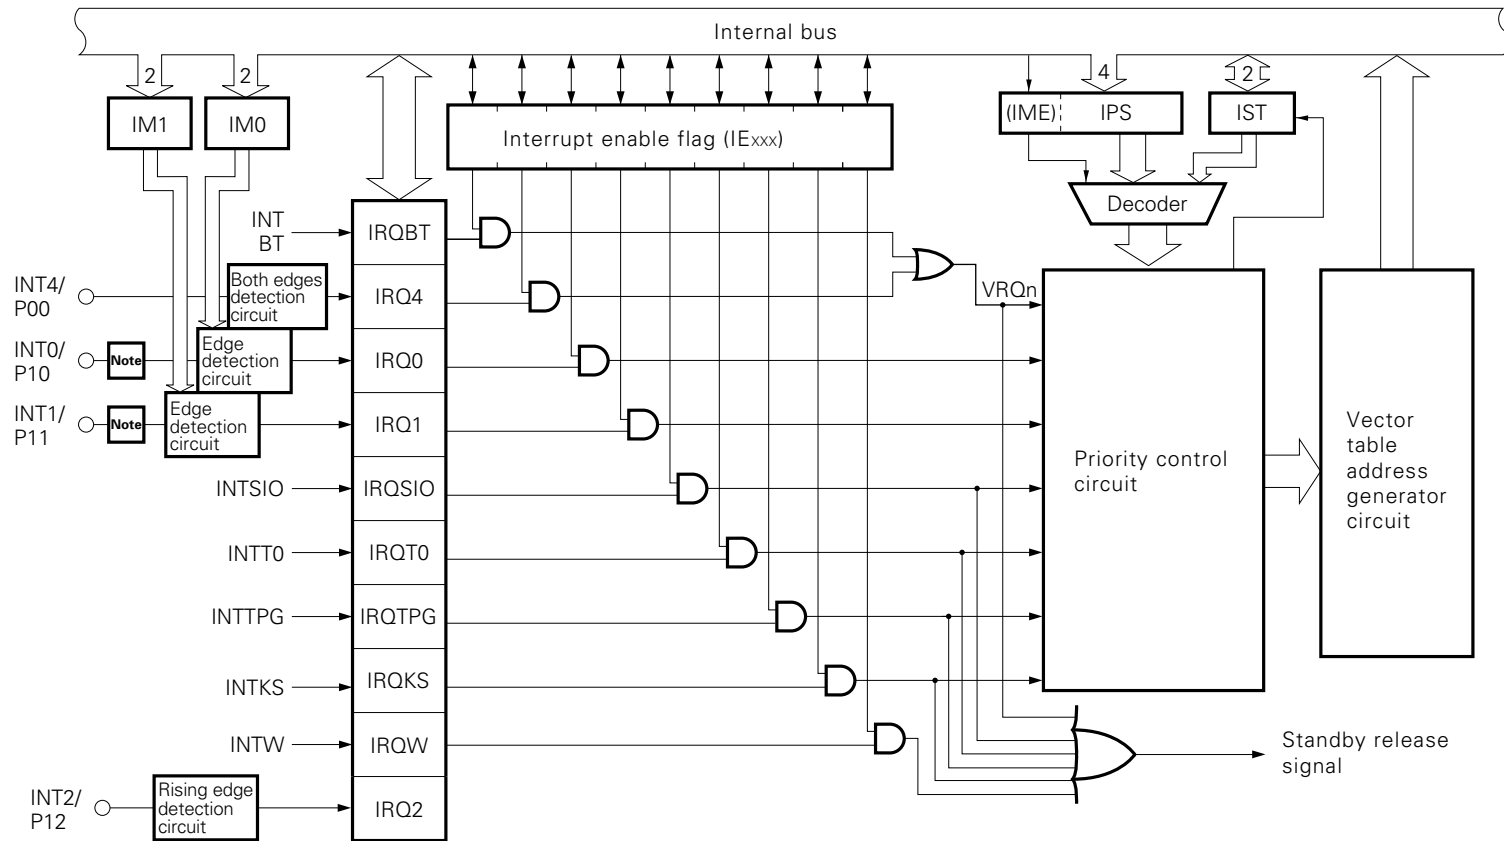 Internal bus
2
2
4
2
IM1
IM0
Interrupt enable flag (IExxx)
(IME)
IPS
IST
Decoder
INT
BT
IRQBT
INT4/
P00
Both edges
detection
circuit
IRQ4
VRQn
INT0/
P10
Note
Edge
detection
circuit
IRQ0
INT1/
P11
Note
Edge
detection
circuit
IRQ1
Priority control
circuit
Vector
table
address
generator
circuit
INTSIO
IRQSIO
INTT0
IRQT0
INTTPG
IRQTPG
INTKS
IRQKS
INTW
IRQW
Standby release
signal
INT2/
P12
Rising edge
detection
circuit
IRQ2